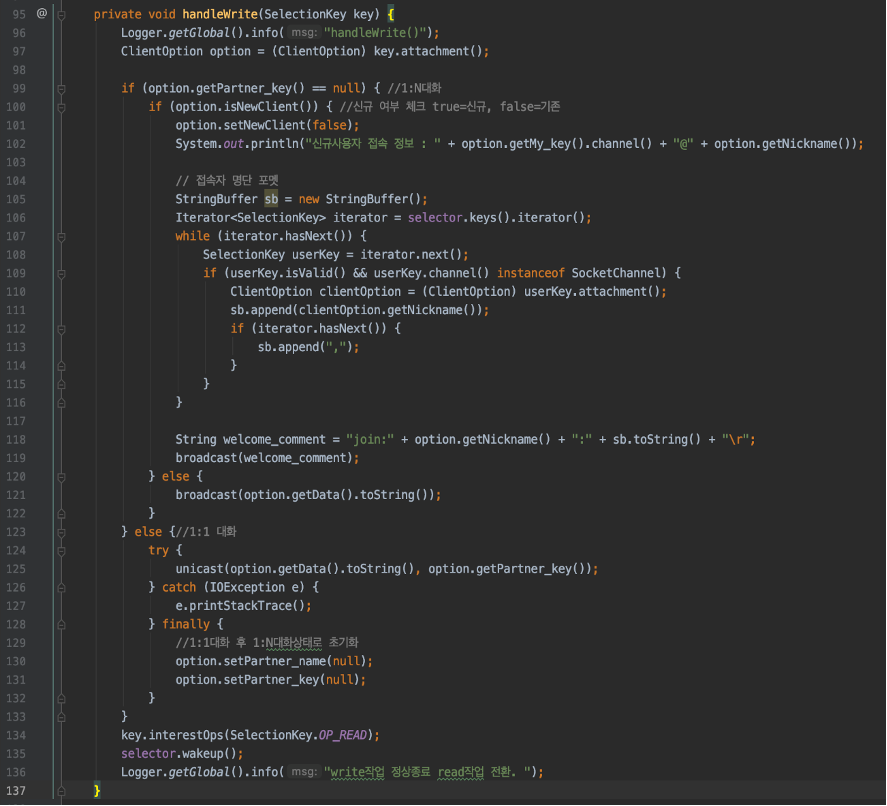 95 @ private void handleWrite(SelectionKey key) {
96 Logger.getGlobal().info( msg: "handleWrite()");
97 ClientOption option = (ClientOption) key.attachment();
98
99 if (option.getPartner_key() == null) { //1:N대화
100 if (option.isNewClient()) { //신규 여부 체크 true=신규, false=기존
101 option.setNewClient(false);
102 System.out.println("신규사용자 접속 정보 : " + option.getMy_key().channel() + "@" + option.getNickname());
103
104 // 접속자 명단 포멧
105 StringBuffer sb = new StringBuffer();
106 Iterator<SelectionKey> iterator = selector.keys().iterator();
107 while (iterator.hasNext()) {
108 SelectionKey userKey = iterator.next();
109 if (userKey.isValid() && userKey.channel() instanceof SocketChannel) {
110 ClientOption clientOption = (ClientOption) userKey.attachment();
111 sb.append(clientOption.getNickname());
112 if (iterator.hasNext()) {
113 sb.append(",");
114 }
115 }
116 }
117
118 String welcome_comment = "join:" + option.getNickname() + ":" + sb.toString() + "\r";
119 broadcast(welcome_comment);
120 } else {
121 broadcast(option.getData().toString());
122 }
123 } else {//1:1 대화
124 try {
125 unicast(option.getData().toString(), option.getPartner_key());
126 } catch (IOException e) {
127 e.printStackTrace();
128 } finally {
129 //1:1대화 후 1:N대화상태로 초기화
130 option.setPartner_name(null);
131 option.setPartner_key(null);
132 }
133 }
134 key.interestOps(SelectionKey.OP_READ);
135 selector.wakeup();
136 Logger.getGlobal().info( msg: "write작업 정상종료 read작업 전환. ");
137 }